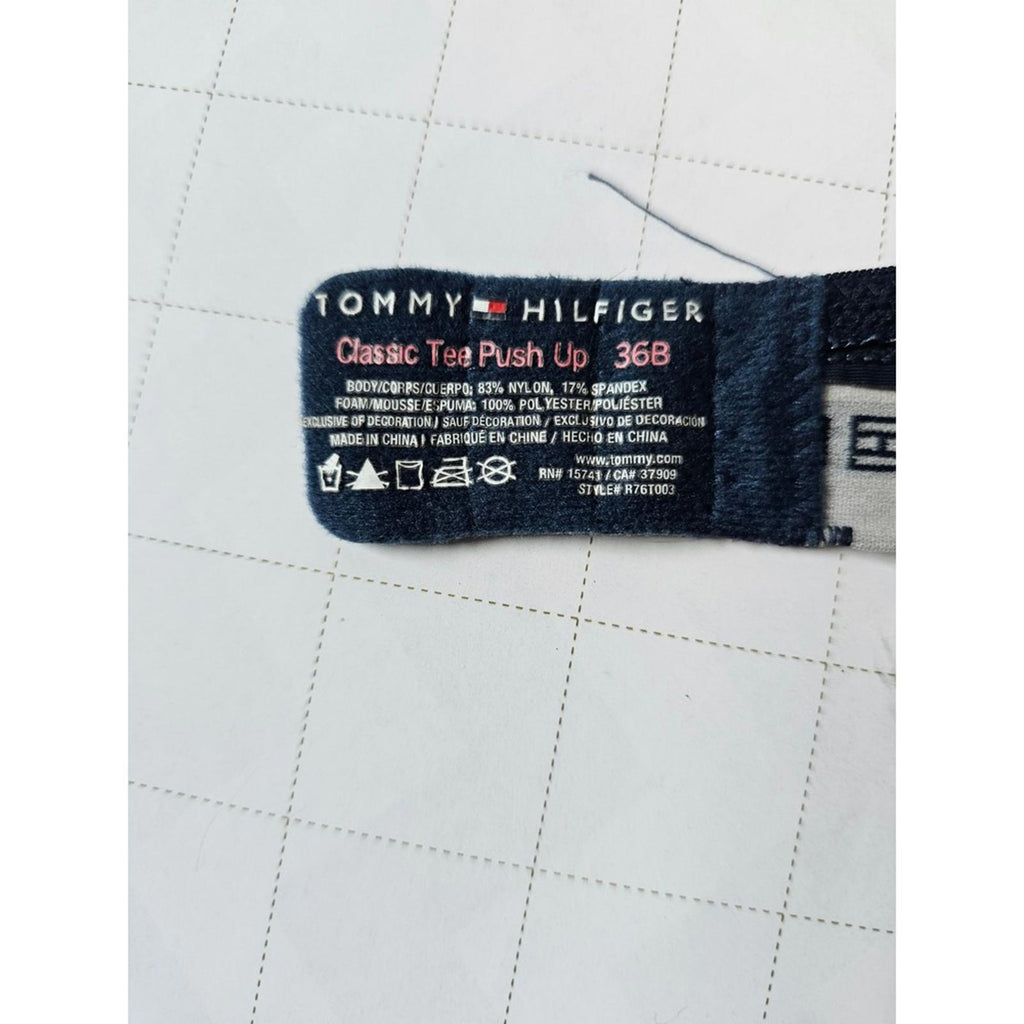 TOMMY HILFIGER
Classic Tee Push Up 36B
BODY/CORPS/CUERPO: 83% NYLON, 17% SPANDEX
FOAM/MOUSSE/ESPUMA: 100% POLYESTER/POLIÉSTER
EXCLUSIVE OF DECORATION / SAUF DÉCORATION / EXCLUSIVO DE DECORACIÓN
MADE IN CHINA / FABRIQUÉ EN CHINE / HECHO EN CHINA
www.tommy.com
RN# 15741 / CA# 37909
STYLE# R76T003